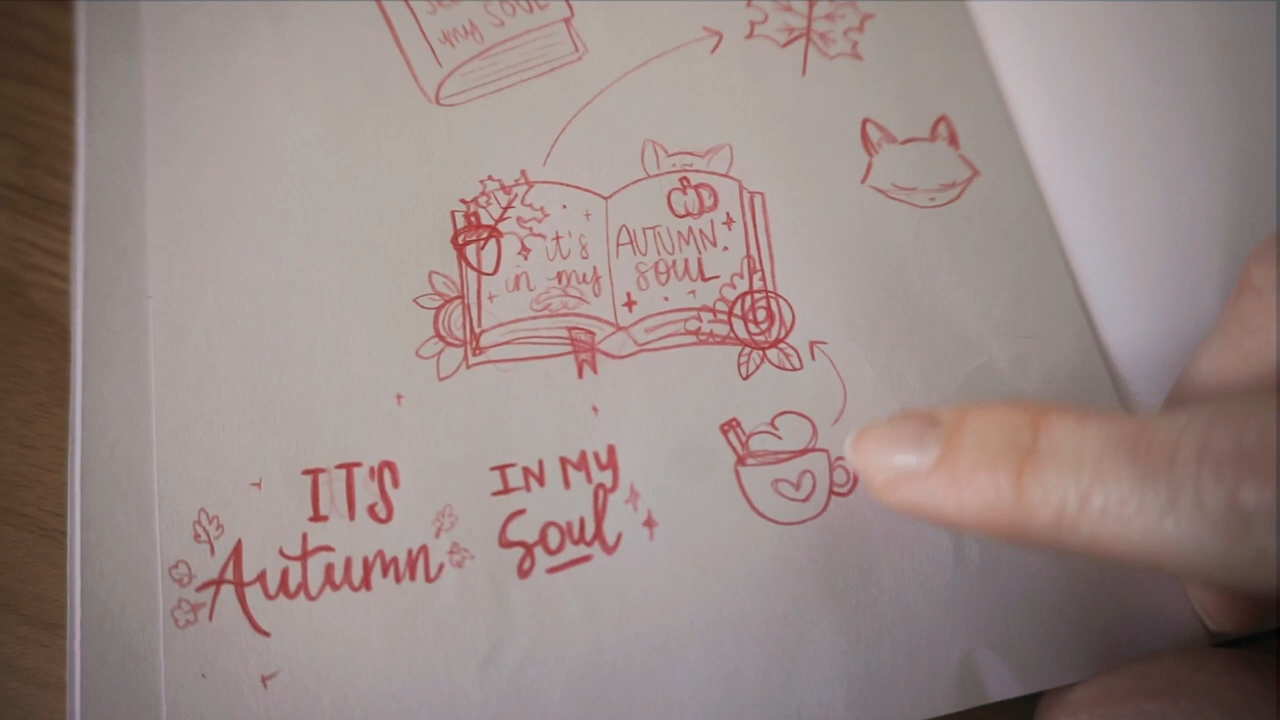 my SOUL
it's
in my
AUTUMN
SOUL
IT'S
Autumn
IN MY
Soul